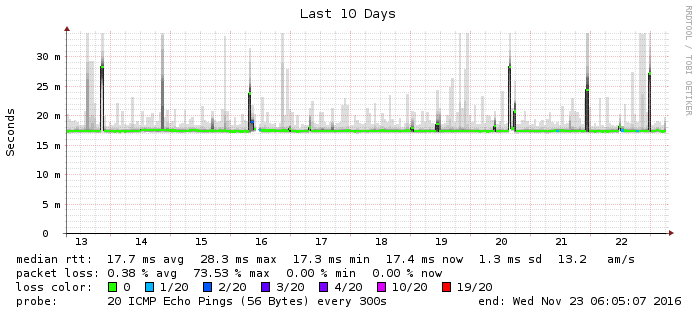 Last 10 Days
RRDTOOL / TOBI OETIKER
Seconds
30 m
25 m
20 m
15 m
10 m
5 m
0
13 14 15 16 17 18 19 20 21 22
median rtt: 17.7 ms avg 28.3 ms max 17.3 ms min 17.4 ms now 1.3 ms sd 13.2 am/s
packet loss: 0.38 % avg 73.53 % max 0.00 % min 0.00 % now
loss color: 0 1/20 2/20 3/20 4/20 10/20 19/20
probe: 20 ICMP Echo Pings (56 Bytes) every 300s end: Wed Nov 23 06:05:07 2016